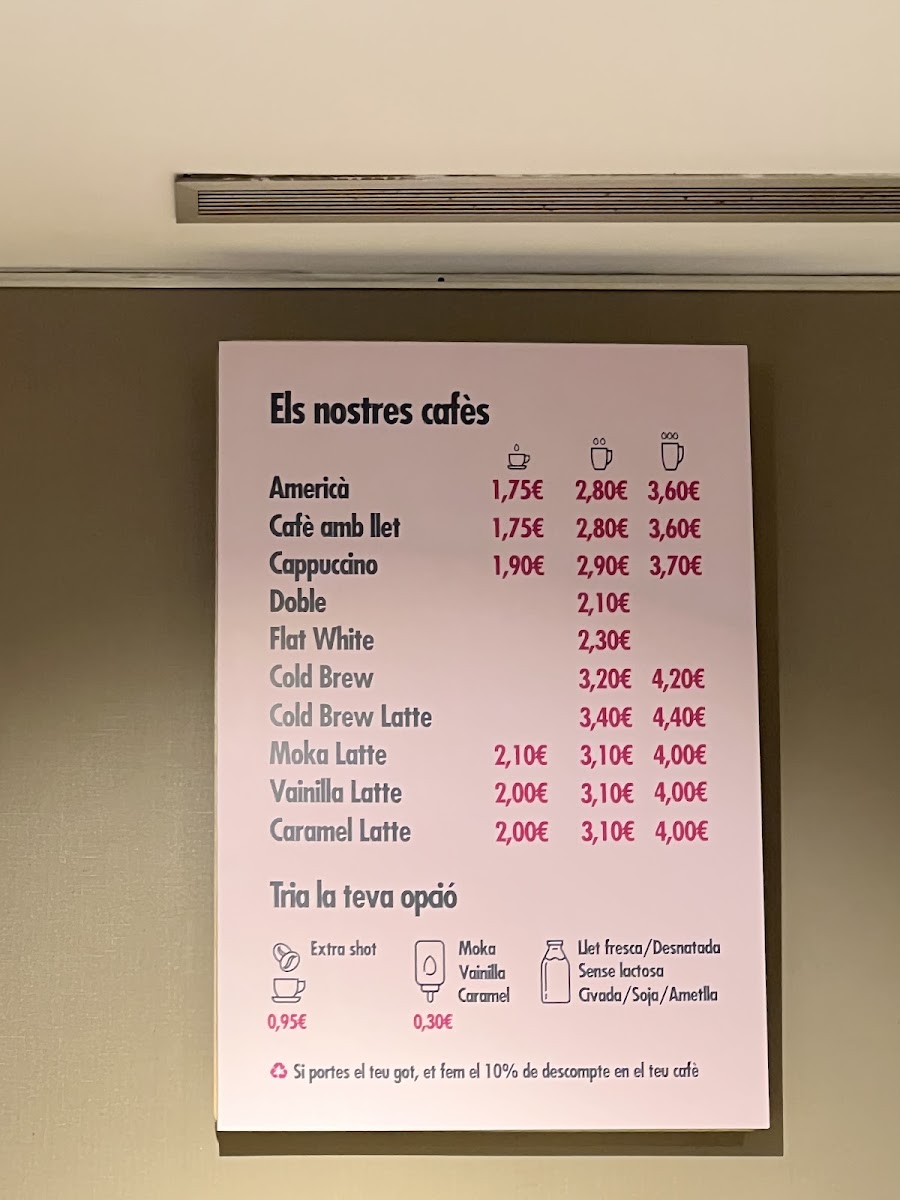 Els nostres cafès
Americà 1,75€ 2,80€ 3,60€
Cafè amb llet 1,75€ 2,80€ 3,60€
Cappuccino 1,90€ 2,90€ 3,70€
Doble 2,10€
Flat White 2,30€
Cold Brew 3,20€ 4,20€
Cold Brew Latte 3,40€ 4,40€
Moka Latte 2,10€ 3,10€ 4,00€
Vainilla Latte 2,00€ 3,10€ 4,00€
Caramel Latte 2,00€ 3,10€ 4,00€
Tria la teva opció
Extra shot
0,95€
Moka
Vainilla
Caramel
0,30€
Llet fresca/Desnatada
Sense lactosa
Civada/Soja/Ametlla
Si portes el teu got, et fem el 10% de descompte en el teu cafè